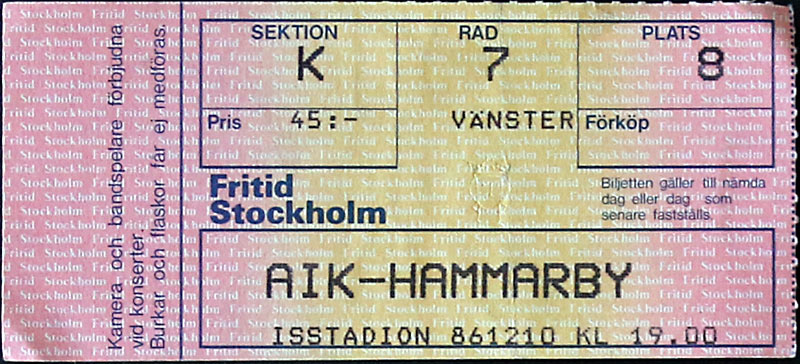 Kamera och bandspelare förbjudna
vid konserter.
Burkar och flaskor får ej medföras.
SEKTION RAD PLATS
K 7 8
Pris 45:- VÄNSTER Förköp
Fritid
Stockholm
Biljetten gäller till nämda
dag eller dag som
senare fastställs.
AIK-HAMMARBY
ISSTADION 861210 KL 19.00